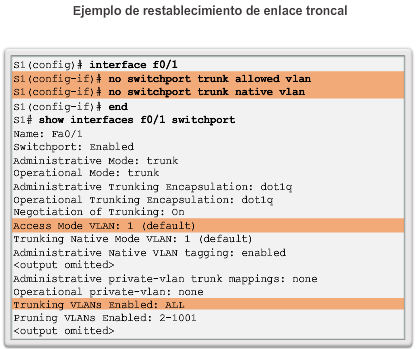 Ejemplo de restablecimiento de enlace troncal
S1(config)# interface f0/1
S1(config-if)# no switchport trunk allowed vlan
S1(config-if)# no switchport trunk native vlan
S1(config-if)# end
S1# show interfaces f0/1 switchport
Name: Fa0/1
Switchport: Enabled
Administrative Mode: trunk
Operational Mode: trunk
Administrative Trunking Encapsulation: dot1q
Operational Trunking Encapsulation: dot1q
Negotiation of Trunking: On
Access Mode VLAN: 1 (default)
Trunking Native Mode VLAN: 1 (default)
Administrative Native VLAN tagging: enabled
<output omitted>
Administrative private-vlan trunk mappings: none
Operational private-vlan: none
Trunking VLANs Enabled: ALL
Pruning VLANs Enabled: 2-1001
<output omitted>